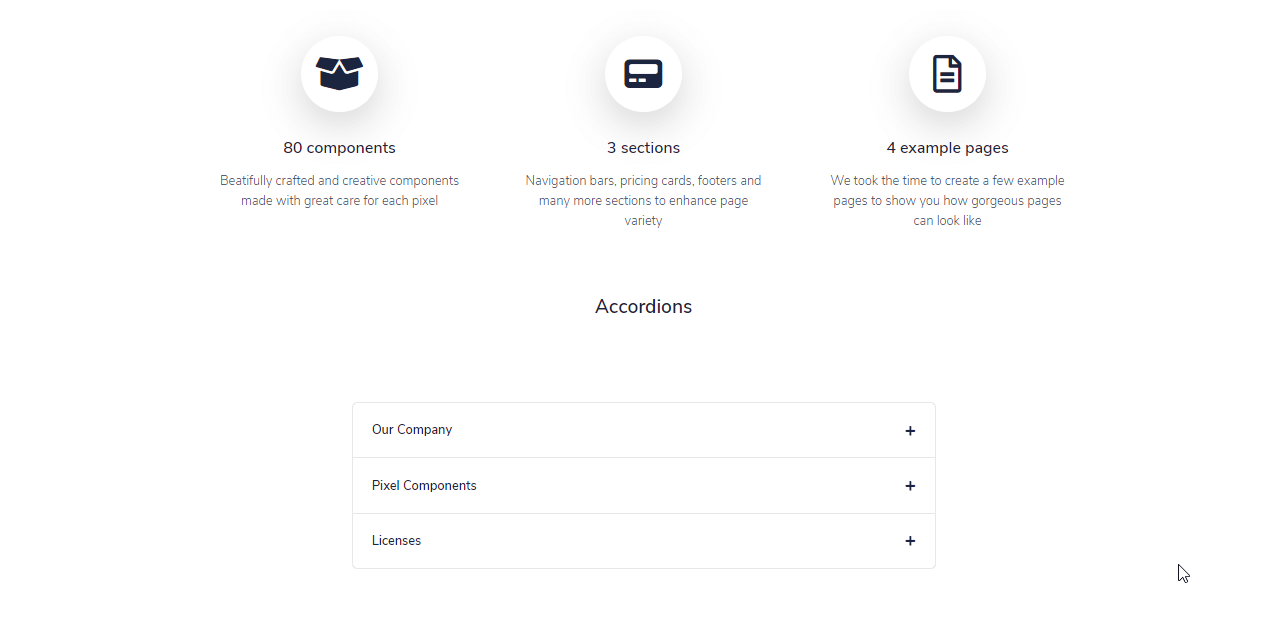 80 components
Beatifully crafted and creative components
made with great care for each pixel
3 sections
Navigation bars, pricing cards, footers and
many more sections to enhance page
variety
4 example pages
We took the time to create a few example
pages to show you how gorgeous pages
can look like
Accordions
Our Company
Pixel Components
Licenses